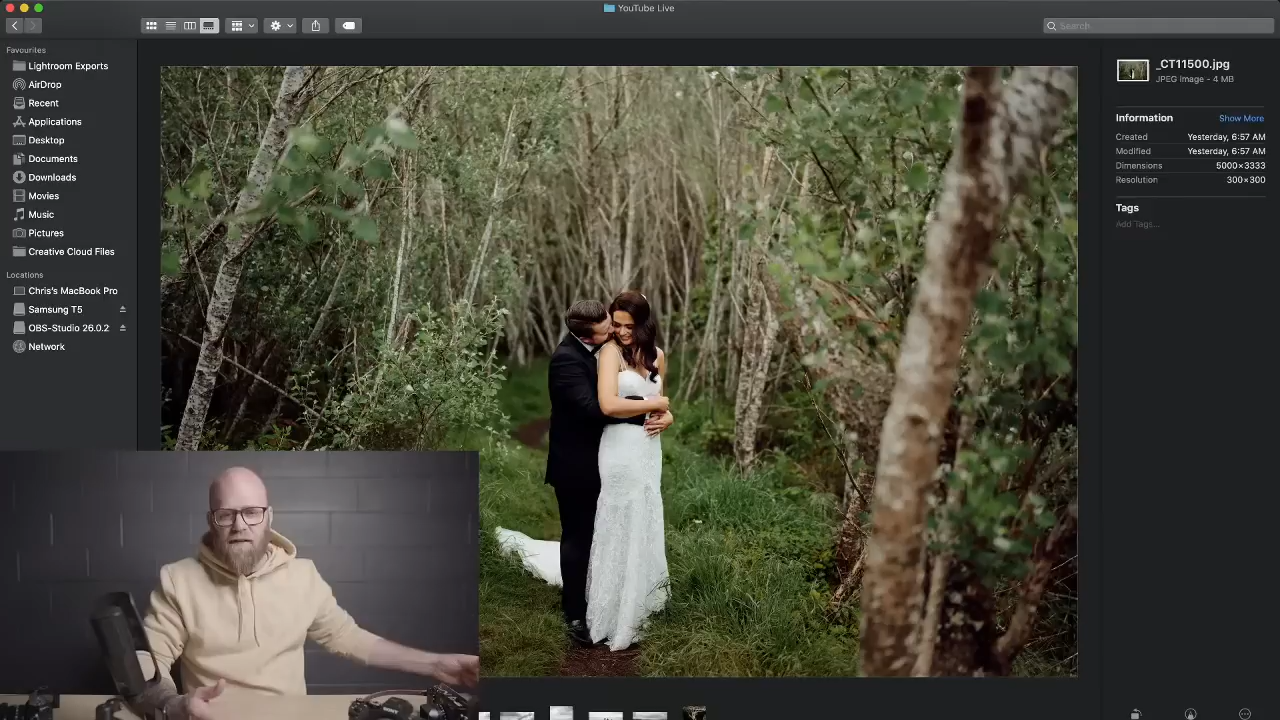 YouTube Live
Search
Favourites
Lightroom Exports
AirDrop
Recent
Applications
Desktop
Documents
Downloads
Movies
Music
Pictures
Creative Cloud Files
Locations
Chris's MacBook Pro
Samsung T5
OBS-Studio 26.0.2
Network
_CT11500.jpg
JPEG image - 4 MB
Information Show More
Created Yesterday, 6:57 AM
Modified Yesterday, 6:57 AM
Dimensions 5000×3333
Resolution 300×300
Tags
Add Tags...